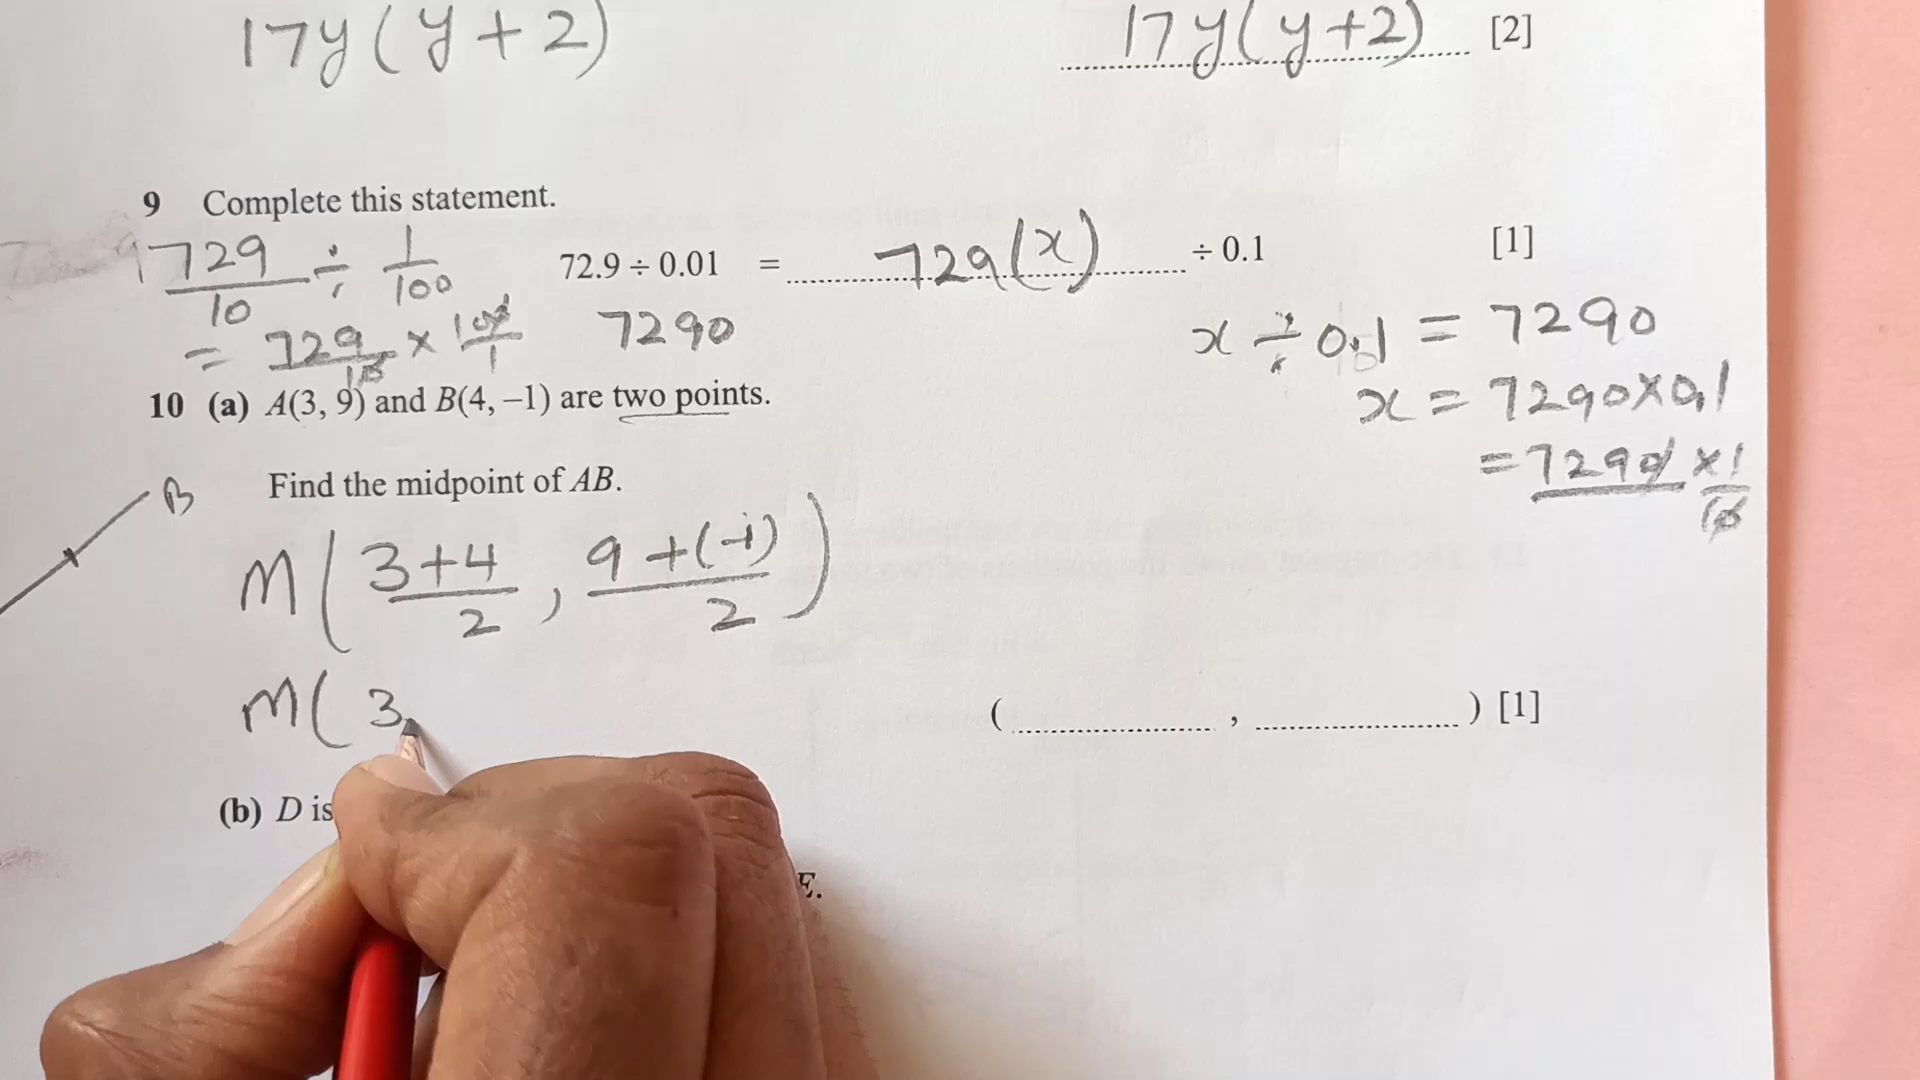 17y(y+2)
17y(y+2) [2]
9 Complete this statement.
729/10 ÷ 1/100
72.9 ÷ 0.01 = 729(x) ÷ 0.1 [1]
= 729/10 × 100/1
7290
x ÷ 0.1 = 7290
10 (a) A(3, 9) and B(4, –1) are two points.
x = 7290×0.1
= 7290 × 1/10
Find the midpoint of AB.
B
M( 3+4/2 , 9+(-1)/2 )
M( 3.
( , ) [1]
(b) D is
E.